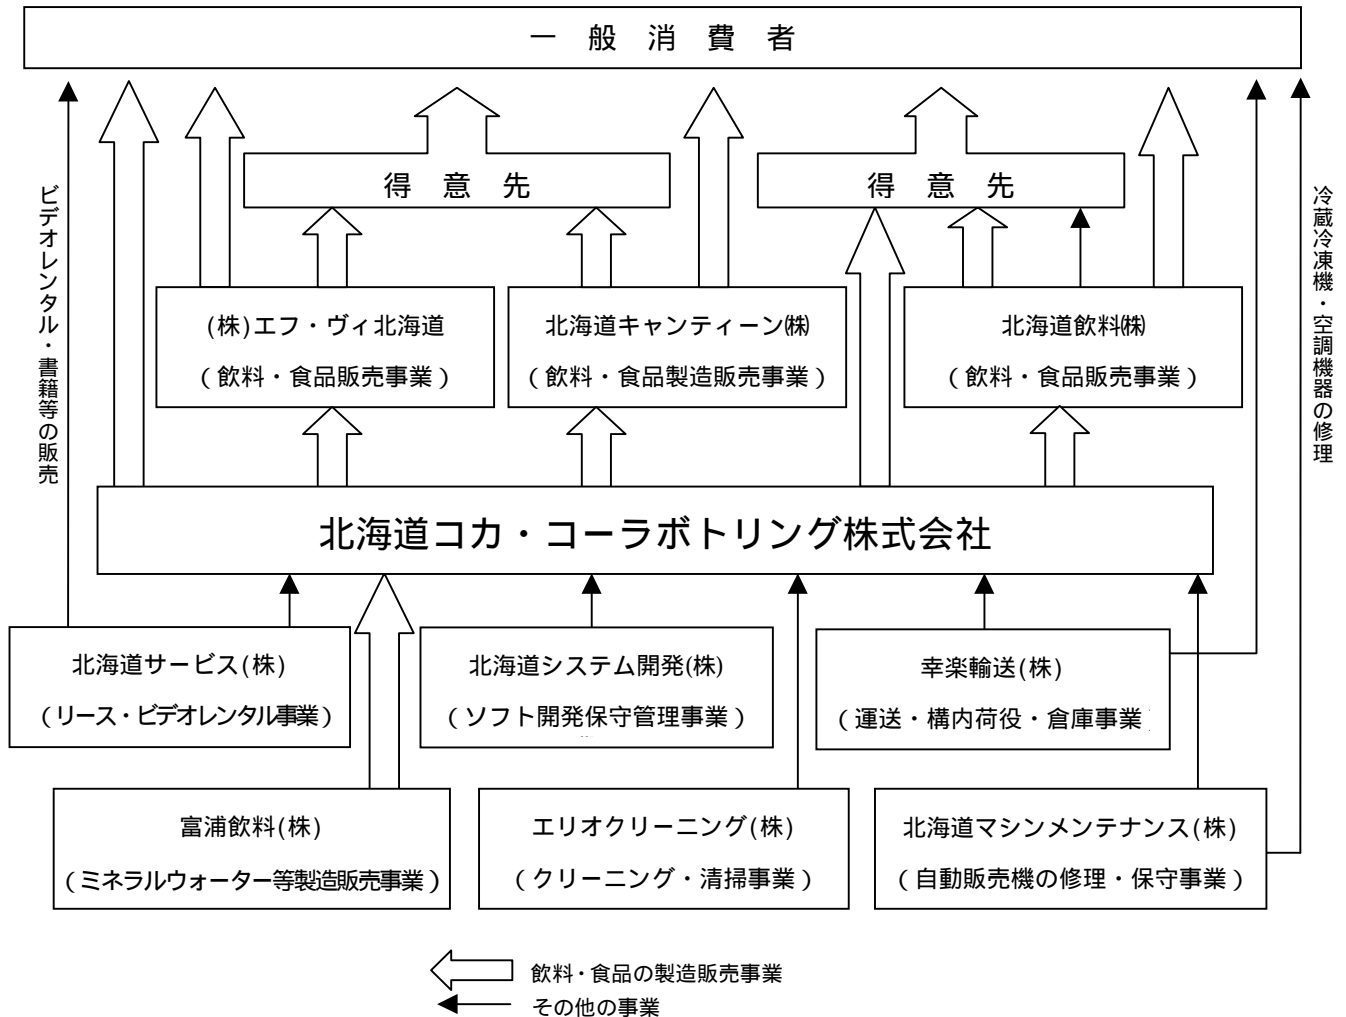 一 般 消 費 者
得 意 先
得 意 先
ビデオレンタル・書籍等の販売
冷蔵冷凍機・空調機器の修理
(株)エフ・ヴィ北海道
（飲料・食品販売事業）
北海道キャンティーン㈱
（飲料・食品製造販売事業）
北海道飲料㈱
（飲料・食品販売事業）
北海道コカ・コーラボトリング株式会社
北海道サービス(株)
（リース・ビデオレンタル事業）
北海道システム開発(株)
（ソフト開発保守管理事業）
幸楽輸送(株)
（運送・構内荷役・倉庫事業
富浦飲料(株)
（ミネラルウォーター等製造販売事業）
エリオクリーニング(株)
（クリーニング・清掃事業）
北海道マシンメンテナンス(株)
（自動販売機の修理・保守事業）
飲料・食品の製造販売事業
その他の事業